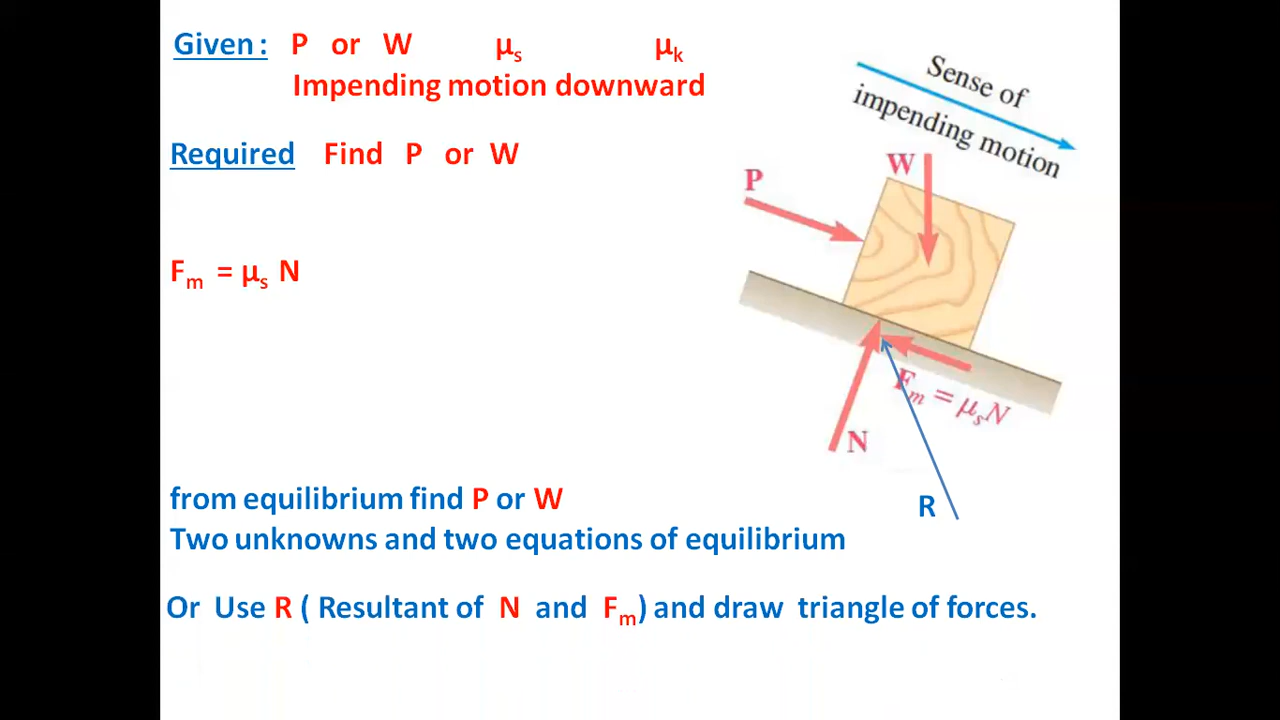 Given : P or W μs μk
Impending motion downward
Required Find P or W
Fm = μs N
from equilibrium find P or W
Two unknowns and two equations of equilibrium
Or Use R ( Resultant of N and Fm) and draw triangle of forces.
Sense of
impending motion
W
P
Fm = μsN
N
R